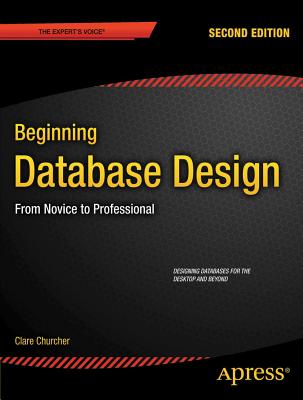 THE EXPERT'S VOICE®
SECOND EDITION
Beginning
Database Design
From Novice to Professional
DESIGNING DATABASES FOR THE
DESKTOP AND BEYOND
Clare Churcher
Apress®